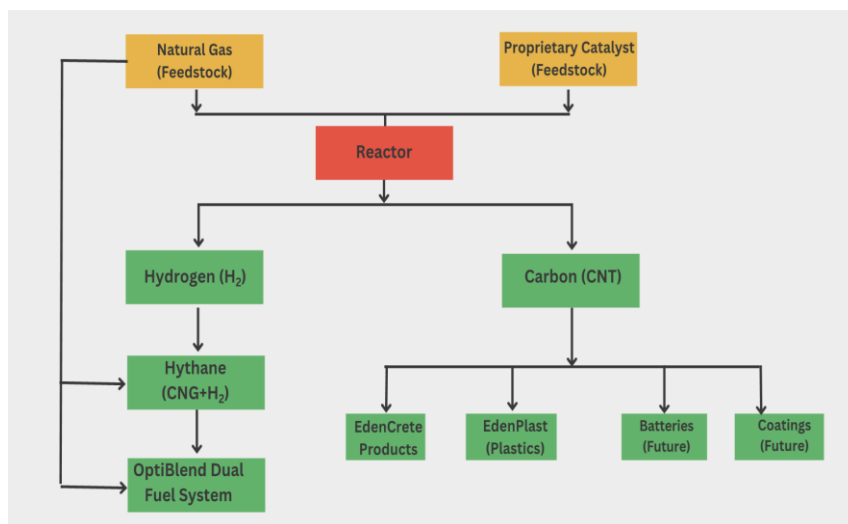 Natural Gas
(Feedstock)
Proprietary Catalyst
(Feedstock)
Reactor
Hydrogen (H₂)
Carbon (CNT)
Hythane
(CNG+H₂)
EdenCrete
Products
EdenPlast
(Plastics)
Batteries
(Future)
Coatings
(Future)
OptiBlend Dual
Fuel System